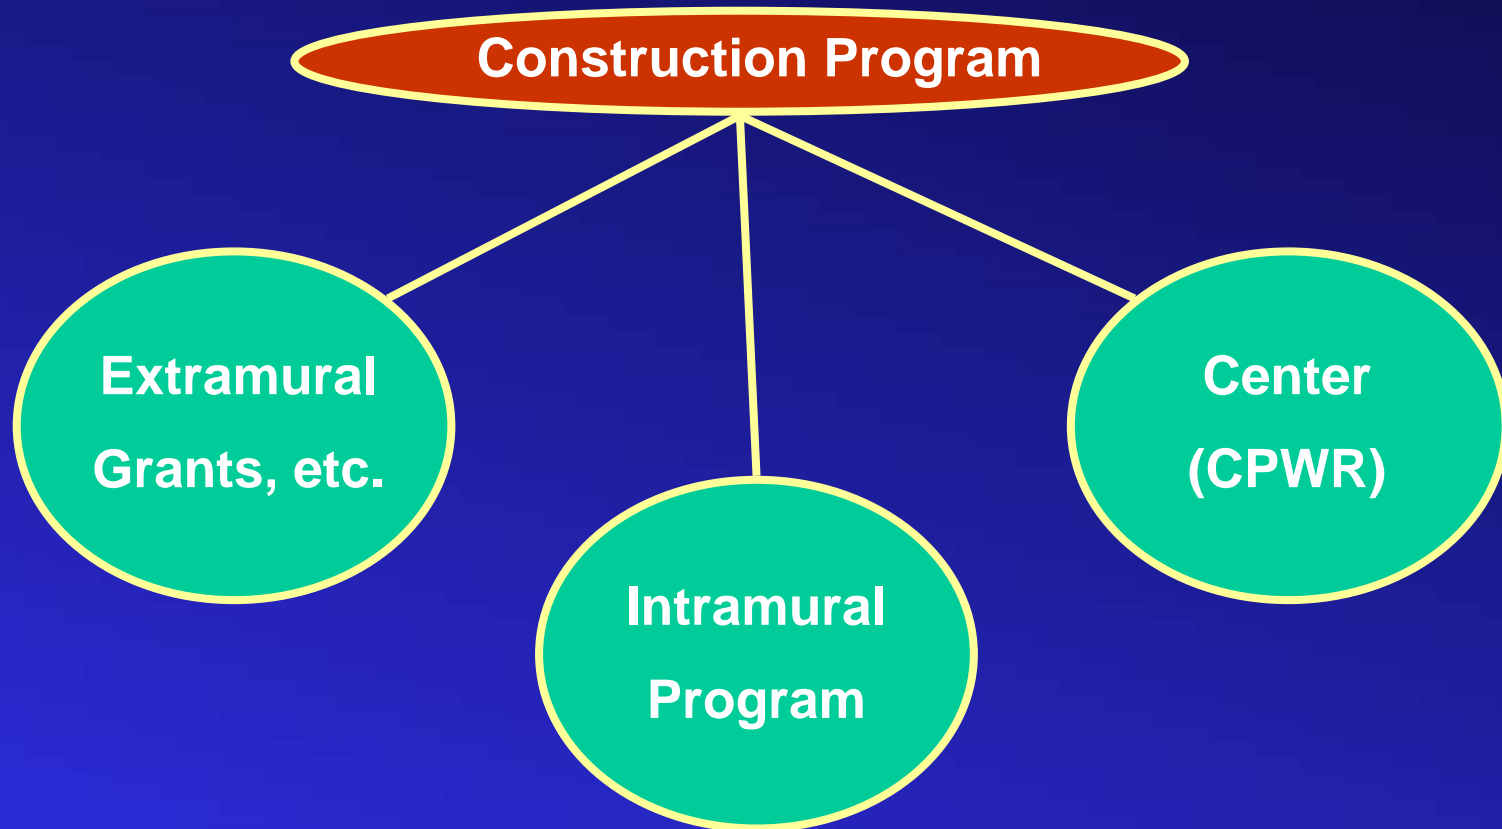 Construction Program
Extramural
Grants, etc.
Center
(CPWR)
Intramural
Program